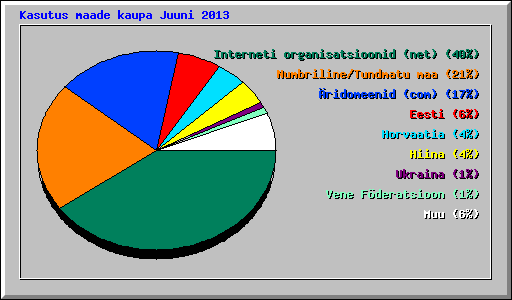 Kasutus maade kaupa Juuni 2013
Interneti organisatsioonid (net) (40%)
Numbriline/Tundmatu maa (21%)
Äridomeenid (com) (17%)
Eesti (6%)
Horvaatia (4%)
Hiina (4%)
Ukraina (1%)
Vene Föderatsioon (1%)
Muu (6%)